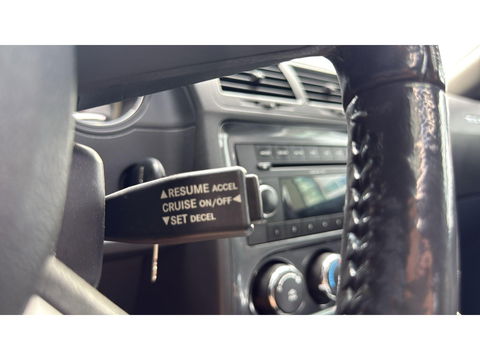 ▲RESUME ACCEL
CRUISE ON/OFF◀
▼SET DECEL